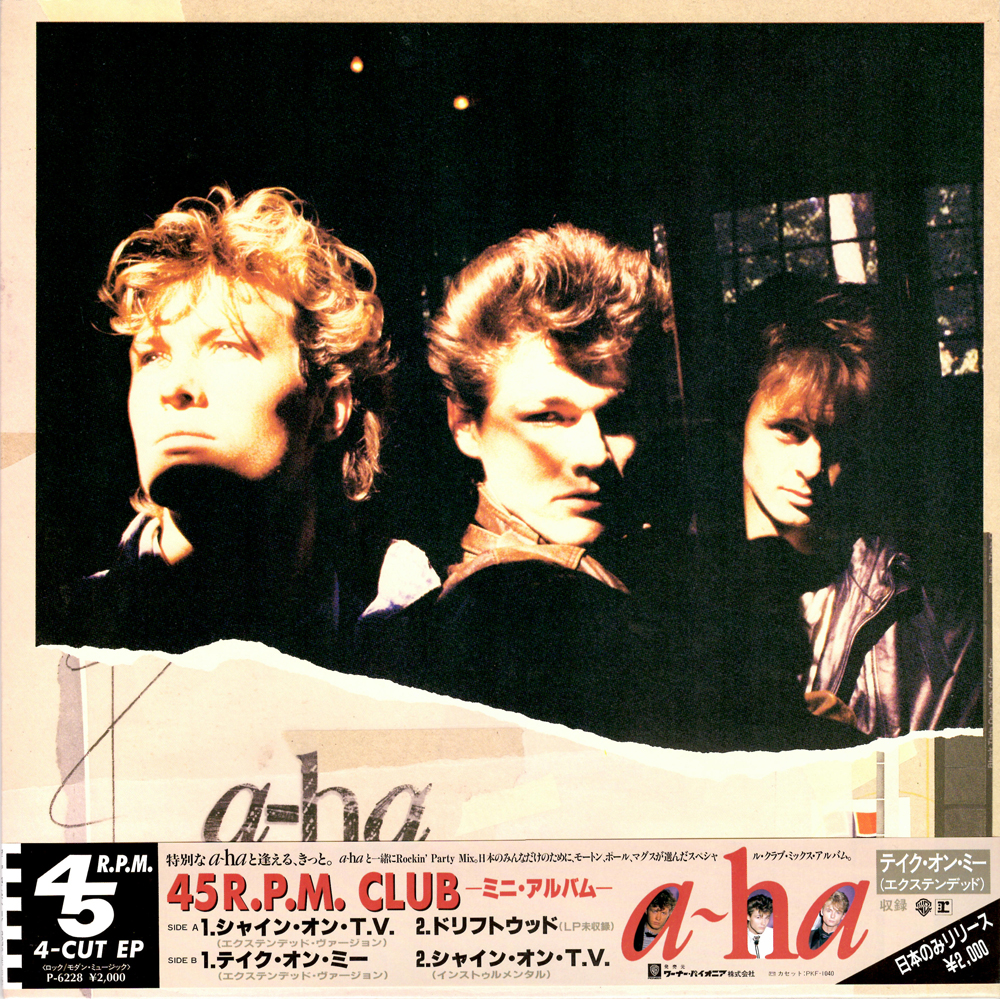 a-ha
45 R.P.M.
4-CUT EP
〈ロック/モダン・ミュージック〉
P-6228 ¥2,000
特別な a-haと逢える、きっと。 a-haと一緒にRockin' Party Mix。日本のみんなだけのために、モートン、ポール、マグスが選んだスペシャル・クラブ・ミックス・アルバム。
45 R.P.M. CLUB —ミニ・アルバム—
SIDE A 1.シャイン・オン・T.V. 2.ドリフトウッド(LP未収録)
(エクステンデッド・ヴァージョン)
SIDE B 1.テイク・オン・ミー 2.シャイン・オン・T.V.
(エクステンデッド・ヴァージョン) (インストゥルメンタル)
a-ha
発売元 ワーナー・パイオニア株式会社 カセット:PKF-1040
テイク・オン・ミー
(エクステンデッド)
収録
日本のみリリース
¥2,000